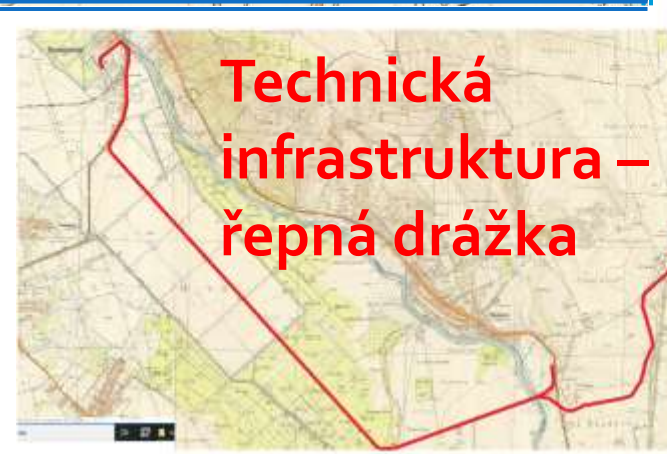 Technická
infrastruktura –
řepná drážka